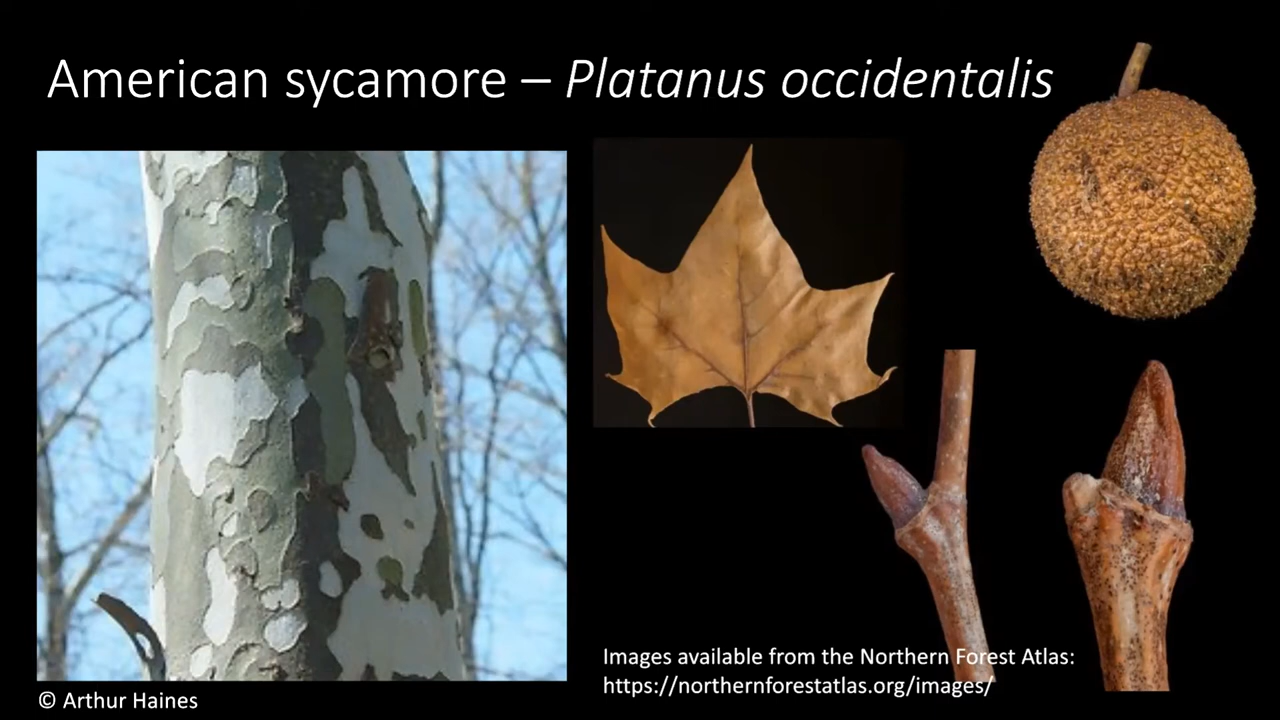 American sycamore – Platanus occidentalis
Images available from the Northern Forest Atlas:
https://northernforestatlas.org/images/
© Arthur Haines